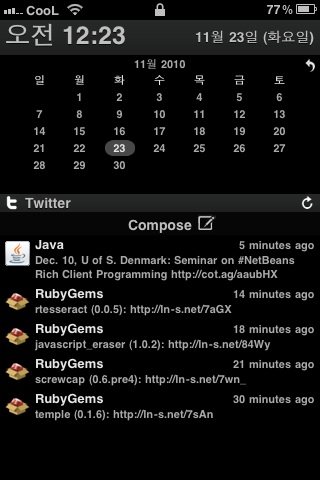 CooL 77%
오전 12:23 11월 23일 (화요일)
11월 2010
일 월 화 수 목 금 토
1 2 3 4 5 6
7 8 9 10 11 12 13
14 15 16 17 18 19 20
21 22 23 24 25 26 27
28 29 30
Twitter
Compose
Java 5 minutes ago
Dec. 10, U of S. Denmark: Seminar on #NetBeans
Rich Client Programming http://cot.ag/aaubHX
RubyGems 14 minutes ago
rtesseract (0.0.5): http://ln-s.net/7aGX
RubyGems 18 minutes ago
javascript_eraser (1.0.2): http://ln-s.net/84Wy
RubyGems 21 minutes ago
screwcap (0.6.pre4): http://ln-s.net/7wn_
RubyGems 30 minutes ago
temple (0.1.6): http://ln-s.net/7sAn